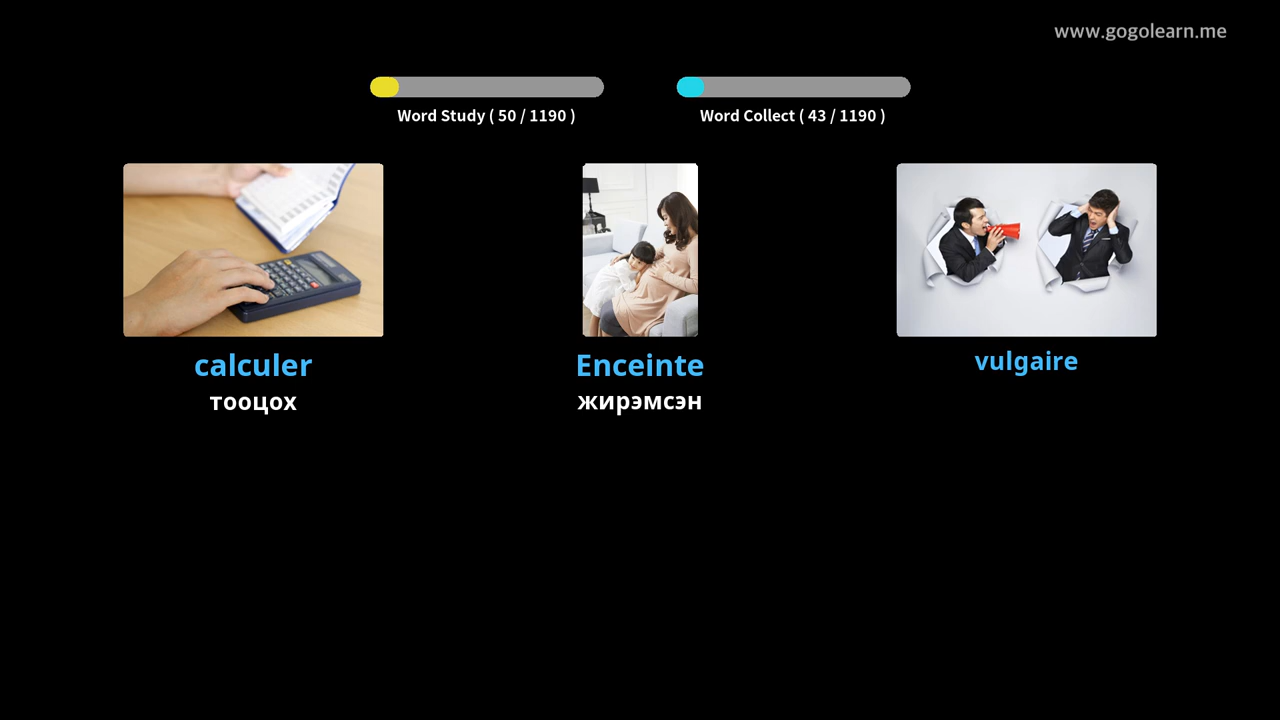 www.gogolearn.me
Word Study ( 50 / 1190 )
Word Collect ( 43 / 1190 )
calculer
тооцох
Enceinte
жирэмсэн
vulgaire